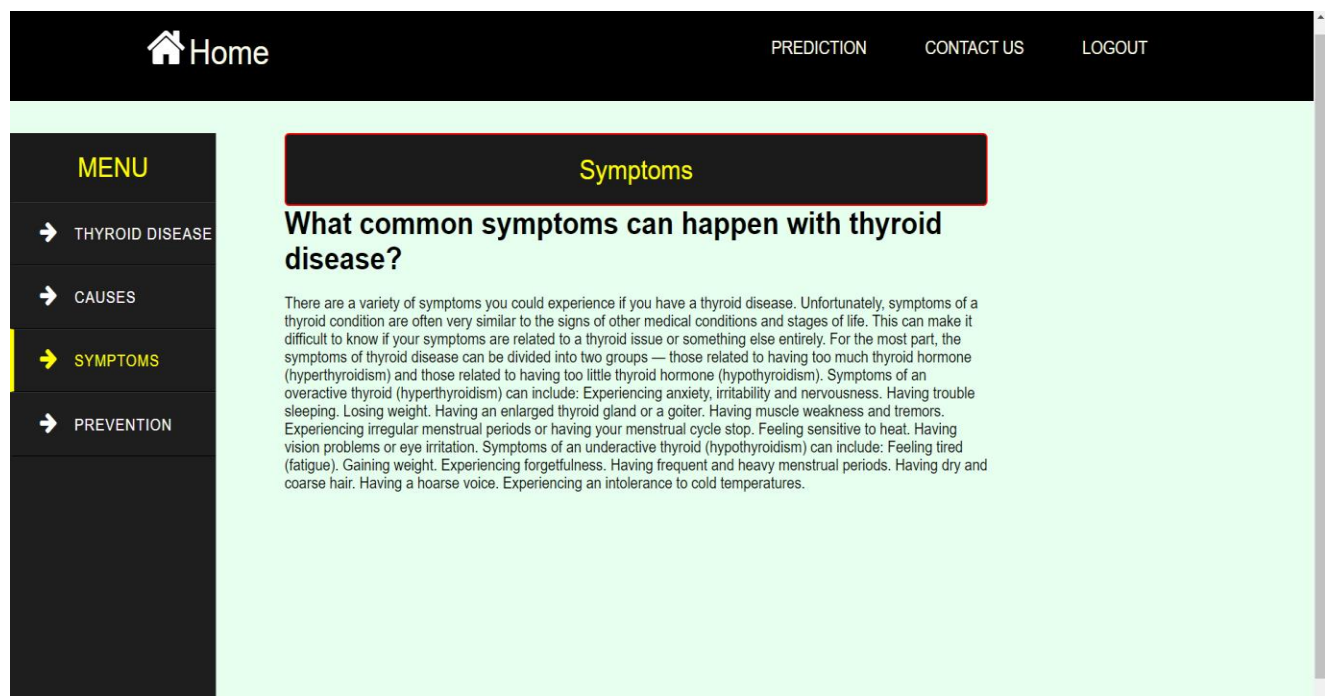 Home
PREDICTION
CONTACT US
LOGOUT
MENU
THYROID DISEASE
CAUSES
SYMPTOMS
PREVENTION
Symptoms
What common symptoms can happen with thyroid
disease?
There are a variety of symptoms you could experience if you have a thyroid disease. Unfortunately, symptoms of a
thyroid condition are often very similar to the signs of other medical conditions and stages of life. This can make it
difficult to know if your symptoms are related to a thyroid issue or something else entirely. For the most part, the
symptoms of thyroid disease can be divided into two groups — those related to having too much thyroid hormone
(hyperthyroidism) and those related to having too little thyroid hormone (hypothyroidism). Symptoms of an
overactive thyroid (hyperthyroidism) can include: Experiencing anxiety, irritability and nervousness. Having trouble
sleeping. Losing weight. Having an enlarged thyroid gland or a goiter. Having muscle weakness and tremors.
Experiencing irregular menstrual periods or having your menstrual cycle stop. Feeling sensitive to heat. Having
vision problems or eye irritation. Symptoms of an underactive thyroid (hypothyroidism) can include: Feeling tired
(fatigue). Gaining weight. Experiencing forgetfulness. Having frequent and heavy menstrual periods. Having dry and
coarse hair. Having a hoarse voice. Experiencing an intolerance to cold temperatures.